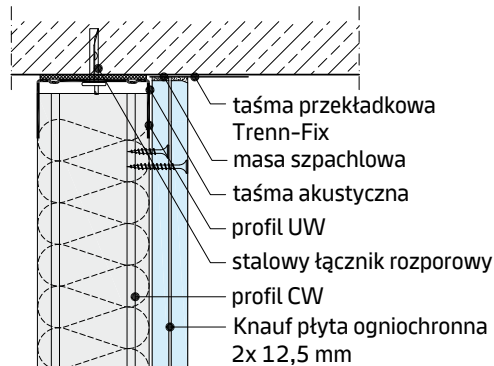 taśma przekładkowa
Trenn-Fix
masa szpachlowa
taśma akustyczna
profil UW
stalowy łącznik rozporowy
profil CW
Knauf płyta ogniochronna
2x 12,5 mm